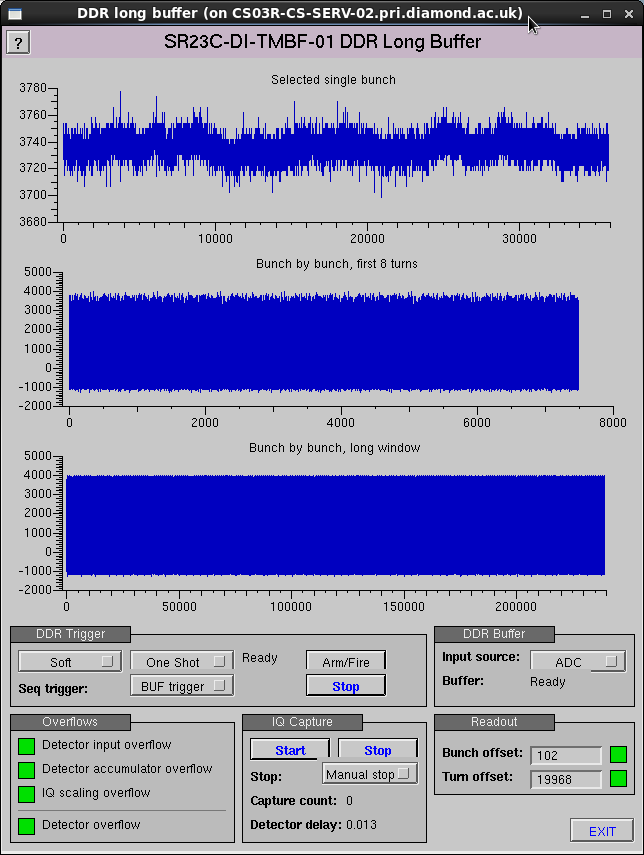 DDR long buffer (on CS03R-CS-SERV-02.pri.diamond.ac.uk)
? SR23C-DI-TMBF-01 DDR Long Buffer
Selected single bunch
3780
3760
3740
3720
3700
3680
0 10000 20000 30000
Bunch by bunch, first 8 turns
5000
4000
3000
2000
1000
0
-1000
-2000
0 2000 4000 6000 8000
Bunch by bunch, long window
5000
4000
3000
2000
1000
0
-1000
-2000
0 50000 100000 150000 200000
DDR Trigger
Soft One Shot Ready Arm/Fire
Seq trigger: BUF trigger Stop
DDR Buffer
Input source: ADC
Buffer: Ready
Overflows
Detector input overflow
Detector accumulator overflow
IQ scaling overflow
Detector overflow
IQ Capture
Start Stop
Stop: Manual stop
Capture count: 0
Detector delay: 0.013
Readout
Bunch offset: 102
Turn offset: 19968
EXIT